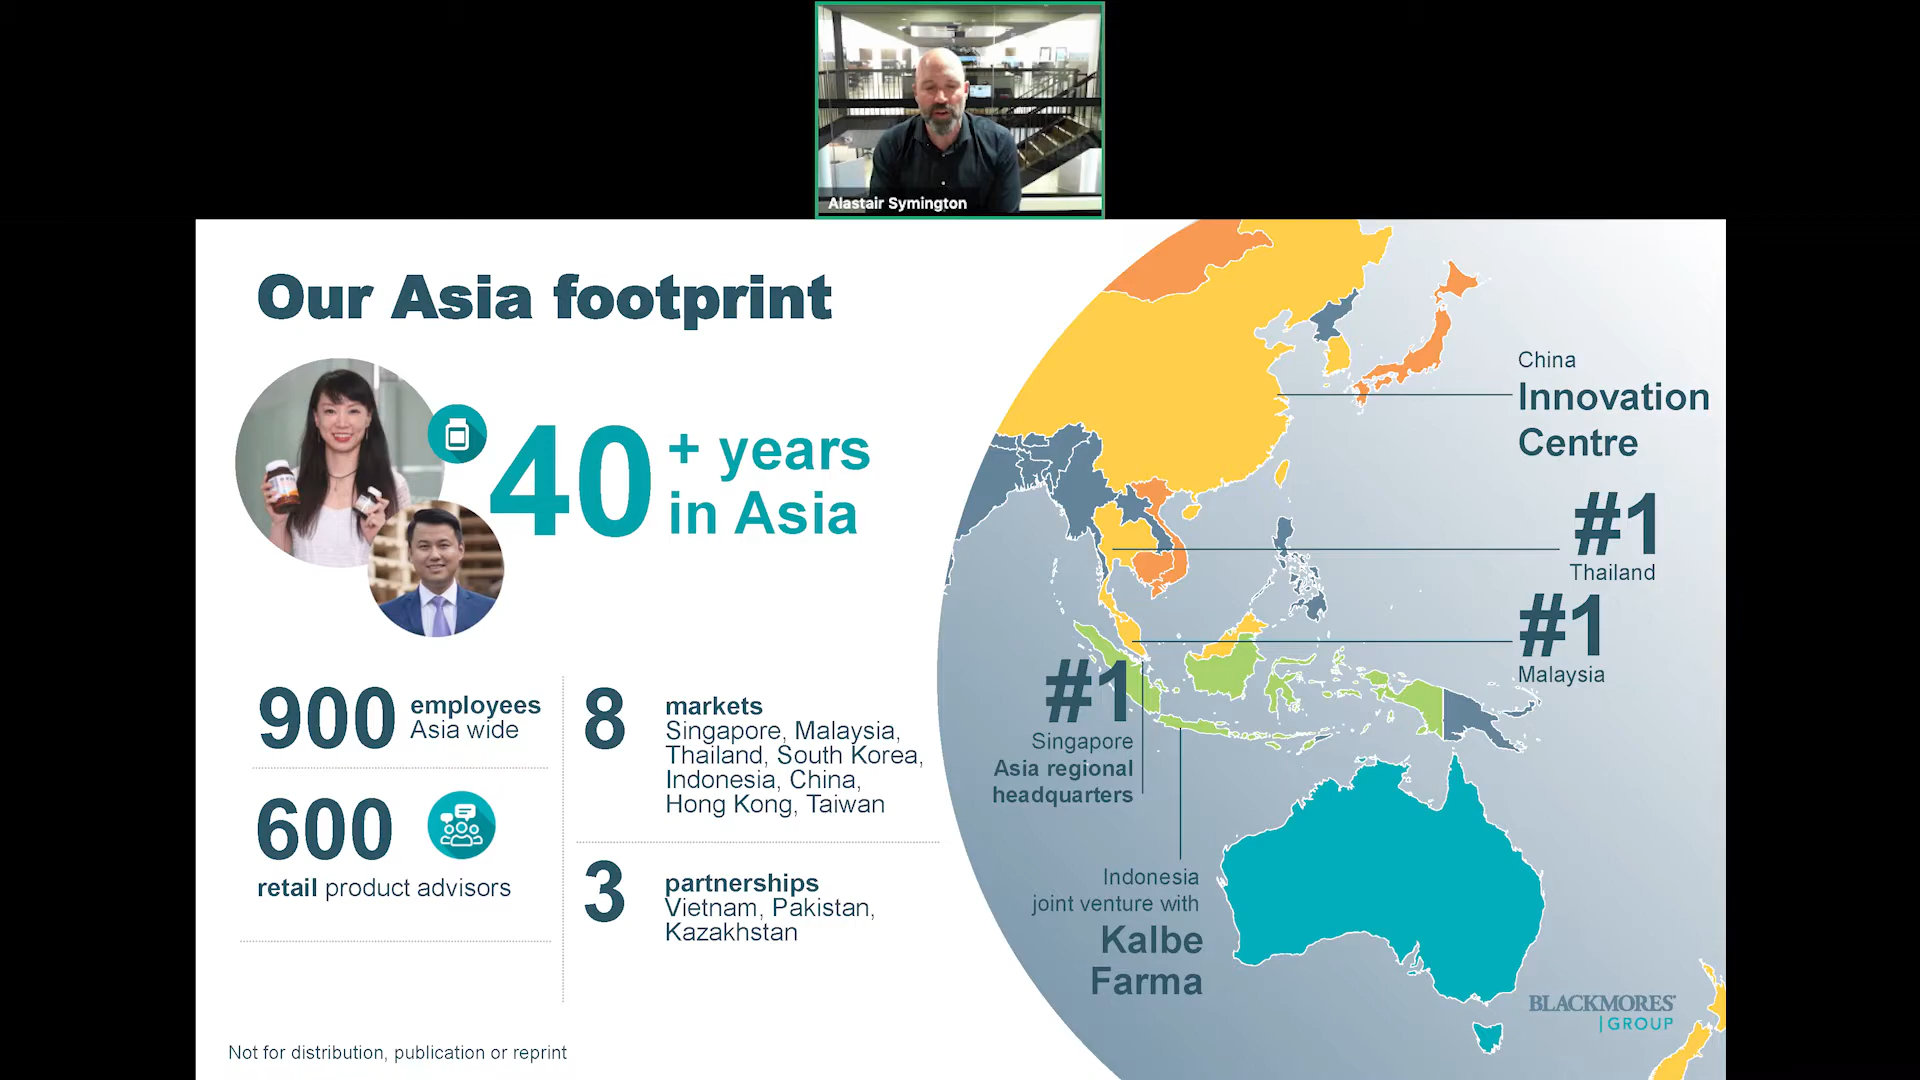 Alastair Symington
Our Asia footprint
40 + years
in Asia
900 employees
Asia wide
600
retail product advisors
8 markets
Singapore, Malaysia,
Thailand, South Korea,
Indonesia, China,
Hong Kong, Taiwan
3 partnerships
Vietnam, Pakistan,
Kazakhstan
China
Innovation
Centre
#1
Thailand
#1
Malaysia
#1
Singapore
Asia regional
headquarters
Indonesia
joint venture with
Kalbe
Farma
BLACKMORES
|GROUP
Not for distribution, publication or reprint